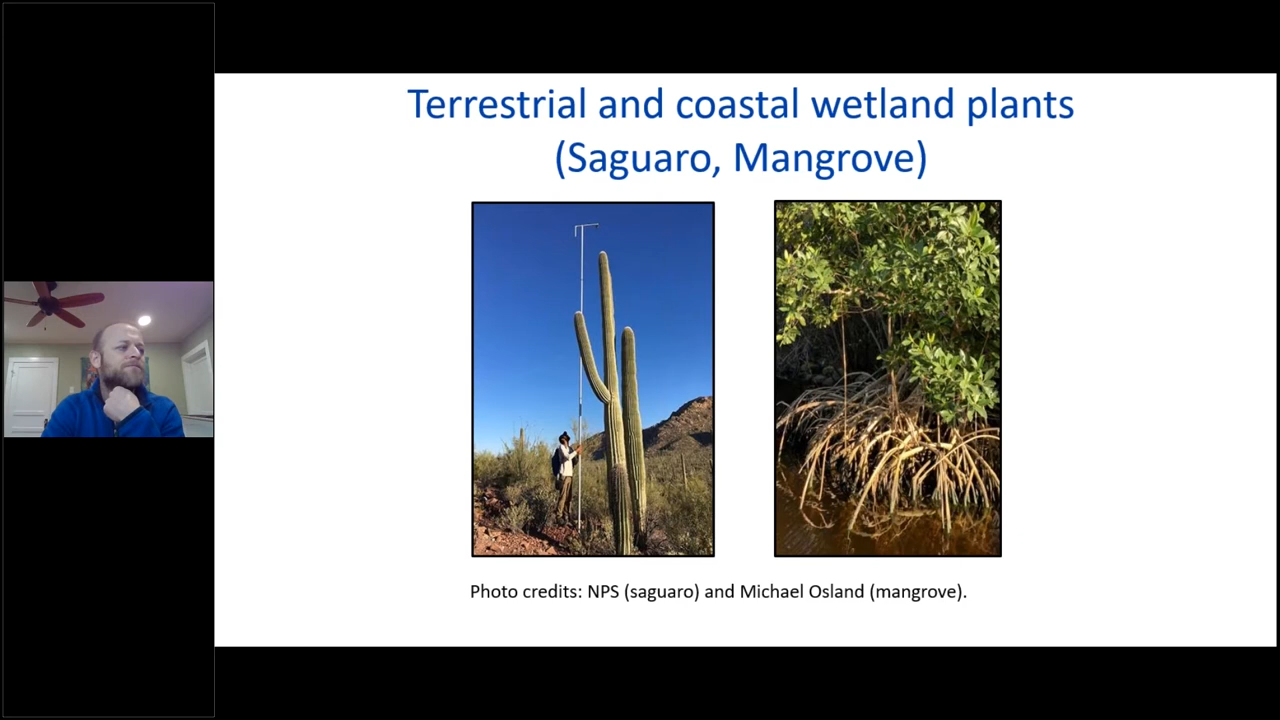 Terrestrial and coastal wetland plants
(Saguaro, Mangrove)
Photo credits: NPS (saguaro) and Michael Osland (mangrove).